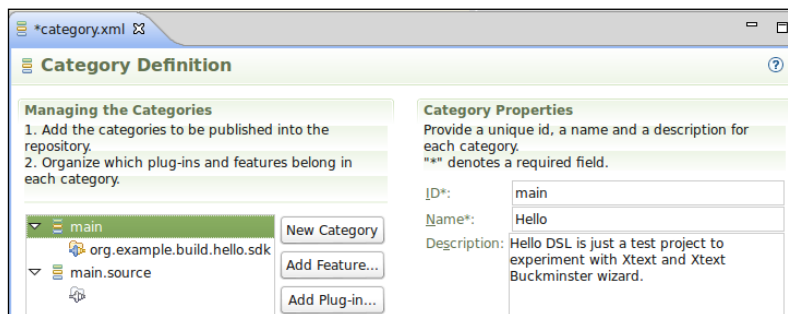 *category.xml
Category Definition
Managing the Categories
1. Add the categories to be published into the
repository.
2. Organize which plug-ins and features belong in
each category.
main
org.example.build.hello.sdk
main.source
New Category
Add Feature...
Add Plug-in...
Category Properties
Provide a unique id, a name and a description for
each category.
"*" denotes a required field.
ID*: main
Name*: Hello
Description: Hello DSL is just a test project to
experiment with Xtext and Xtext
Buckminster wizard.